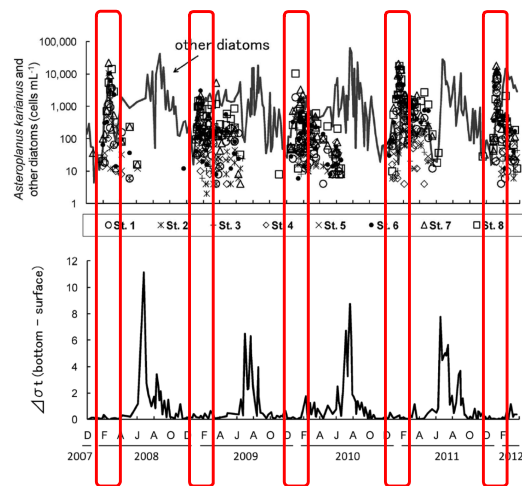 Asteroplanus karianus and
other diatoms (cells mL⁻¹)
100,000
10,000
1,000
100
10
1
other diatoms
St. 1 St. 2 St. 3 St. 4 St. 5 St. 6 St. 7 St. 8
⊿σt (bottom − surface)
12
10
8
6
4
2
0
D F A J A O D F A J A O D F A J A O D F A J A O D F A
2007 2008 2009 2010 2011 2012